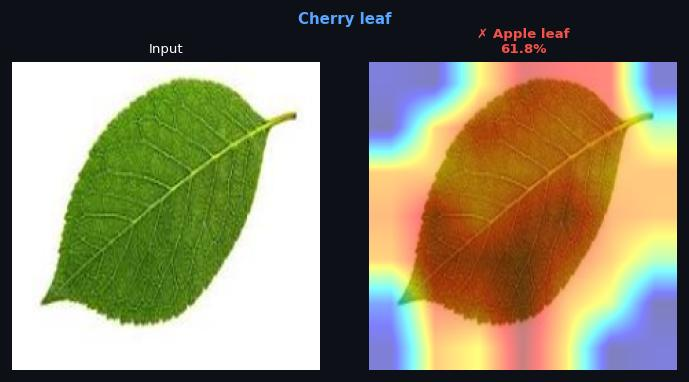 Cherry leaf
Input
✗ Apple leaf
61.8%